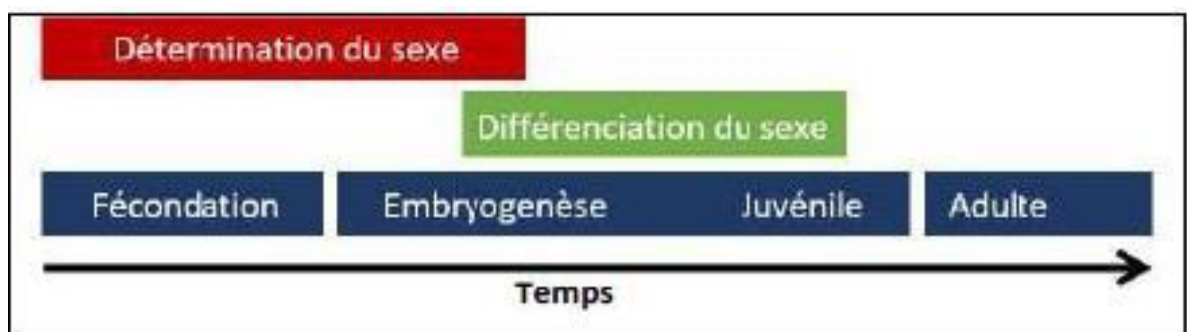 Détermination du sexe
Différenciation du sexe
Fécondation Embryogenèse Juvénile Adulte
Temps